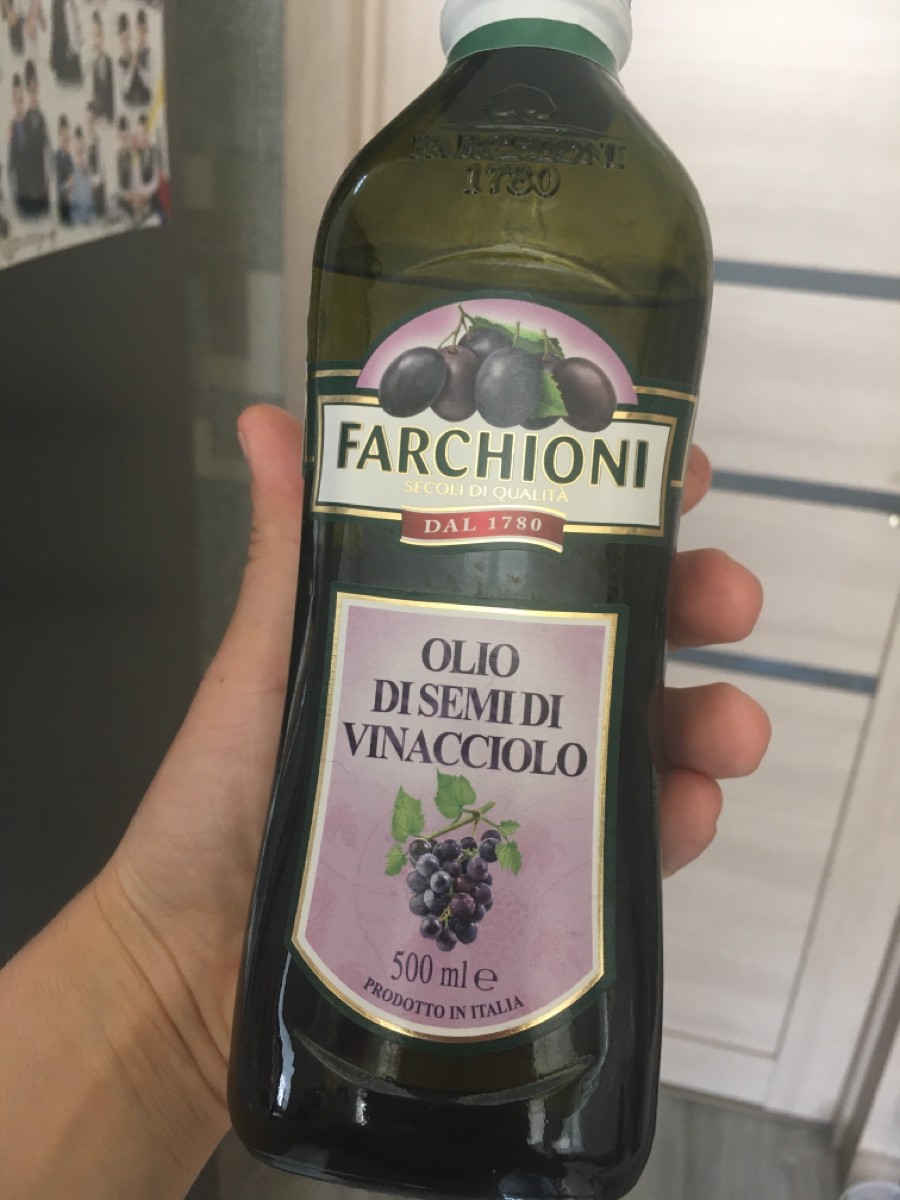 FARCHIONI
1780
FARCHIONI
SECOLI DI QUALITÀ
DAL 1780
OLIO
DI SEMI DI
VINACCIOLO
500 ml e
PRODOTTO IN ITALIA